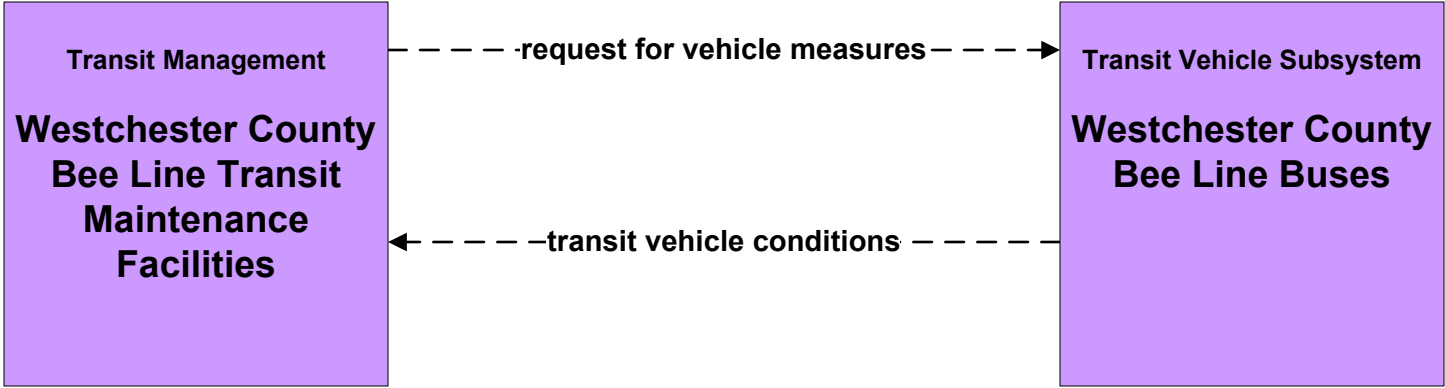 Transit Management
Westchester County
Bee Line Transit
Maintenance
Facilities
request for vehicle measures
transit vehicle conditions
Transit Vehicle Subsystem
Westchester County
Bee Line Buses